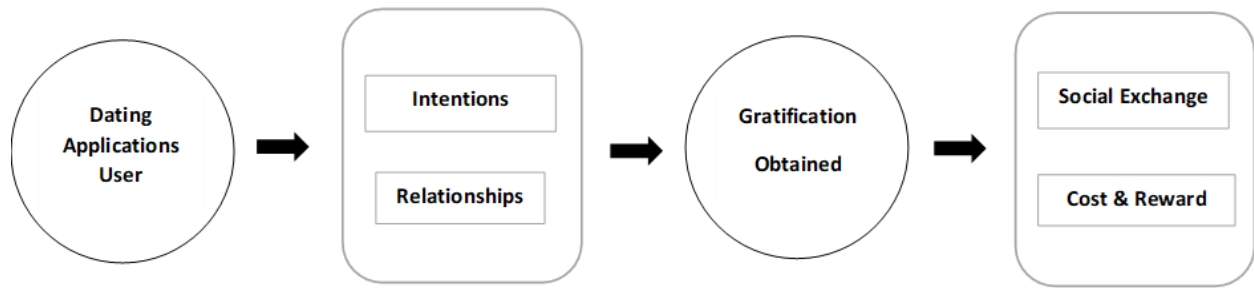 Dating
Applications
User
Intentions
Relationships
Gratification
Obtained
Social Exchange
Cost & Reward